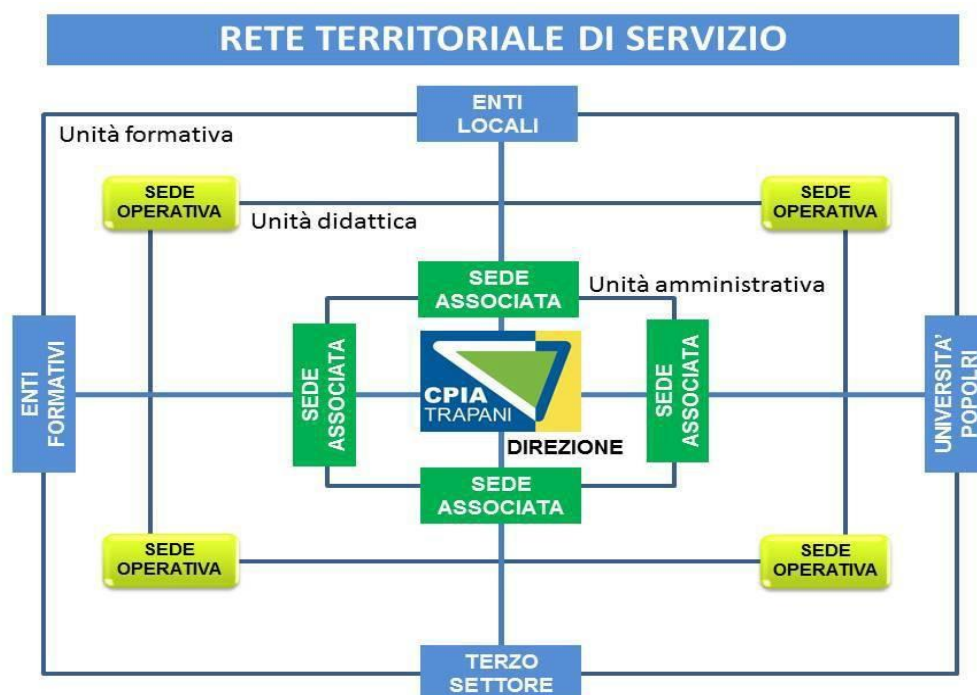 RETE TERRITORIALE DI SERVIZIO
ENTI
LOCALI
Unità formativa
SEDE
OPERATIVA
SEDE
OPERATIVA
Unità didattica
SEDE
ASSOCIATA
Unità amministrativa
ENTI
FORMATIVI
SEDE
ASSOCIATA
CPIA
TRAPANI
SEDE
ASSOCIATA
UNIVERSITA'
POPOLRI
DIREZIONE
SEDE
ASSOCIATA
SEDE
OPERATIVA
SEDE
OPERATIVA
TERZO
SETTORE